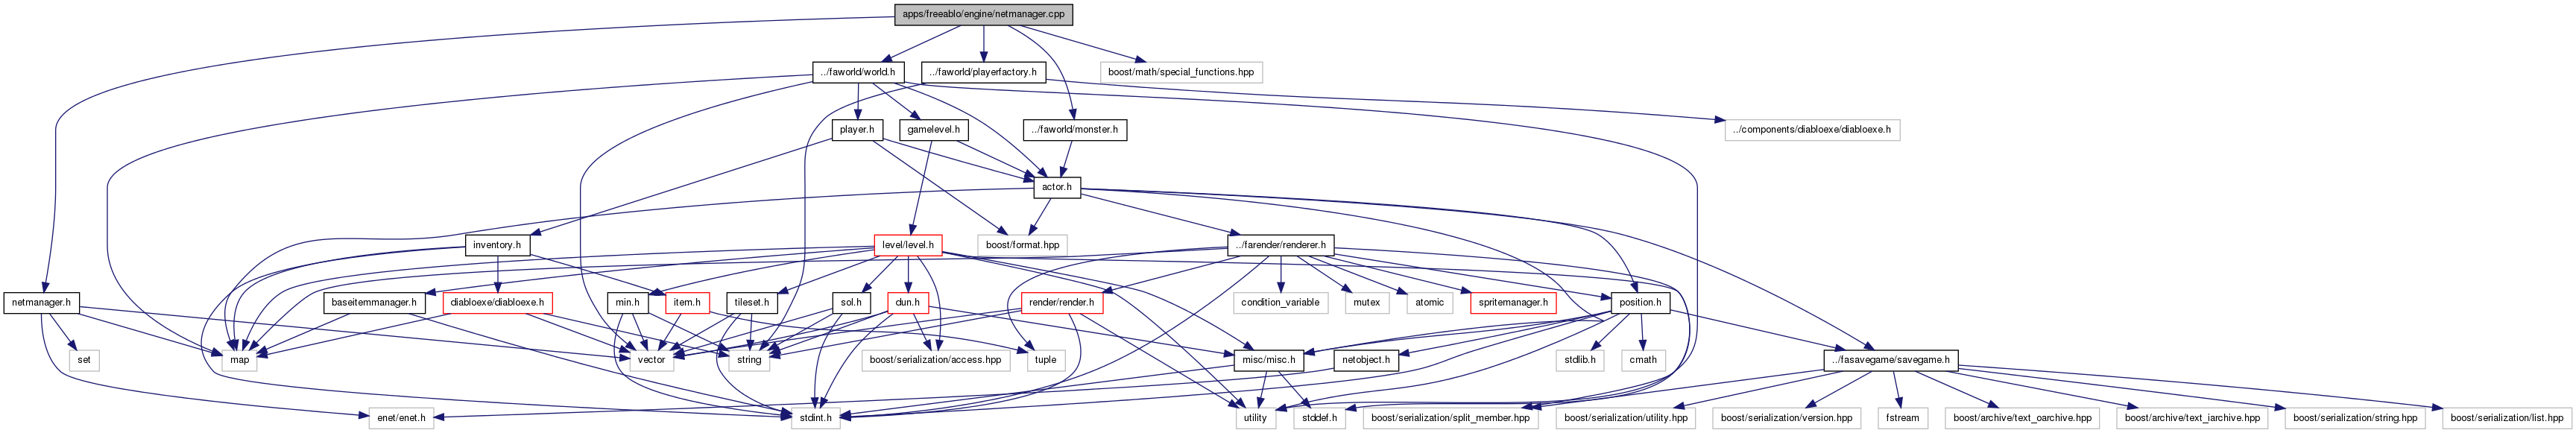 apps/freeablo/engine/netmanager.cpp
../faworld/world.h
../faworld/playerfactory.h
boost/math/special_functions.hpp
player.h
gamelevel.h
../faworld/monster.h
../components/diabloexe/diabloexe.h
actor.h
inventory.h
level/level.h
boost/format.hpp
../farender/renderer.h
netmanager.h
baseitemmanager.h
diabloexe/diabloexe.h
min.h
item.h
tileset.h
sol.h
dun.h
render/render.h
condition_variable
mutex
atomic
spritemanager.h
position.h
set
map
vector
string
boost/serialization/access.hpp
tuple
misc/misc.h
netobject.h
stdlib.h
cmath
../fasavegame/savegame.h
enet/enet.h
stdint.h
utility
stddef.h
boost/serialization/split_member.hpp
boost/serialization/utility.hpp
boost/serialization/version.hpp
fstream
boost/archive/text_oarchive.hpp
boost/archive/text_iarchive.hpp
boost/serialization/string.hpp
boost/serialization/list.hpp